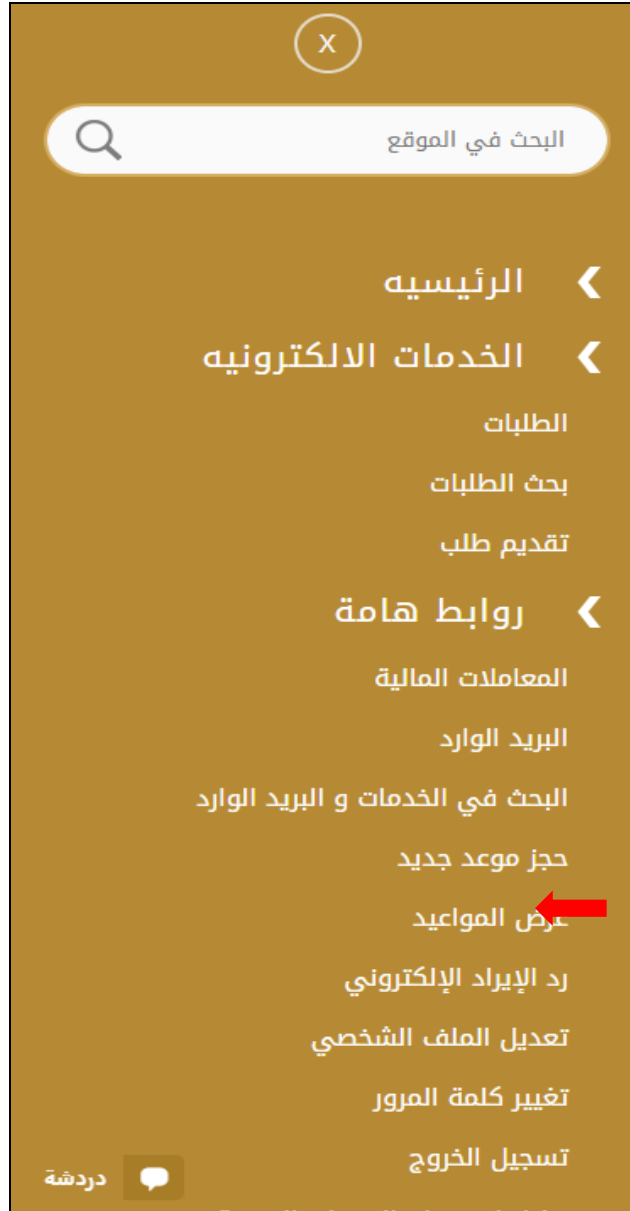 X
البحث في الموقع
الرئيسيه
الخدمات الالكترونيه
الطلبات
بحث الطلبات
تقديم طلب
روابط هامة
المعاملات المالية
البريد الوارد
البحث في الخدمات و البريد الوارد
حجز موعد جديد
عرض المواعيد
رد الإيراد الإلكتروني
تعديل الملف الشخصي
تغيير كلمة المرور
تسجيل الخروج
دردشة